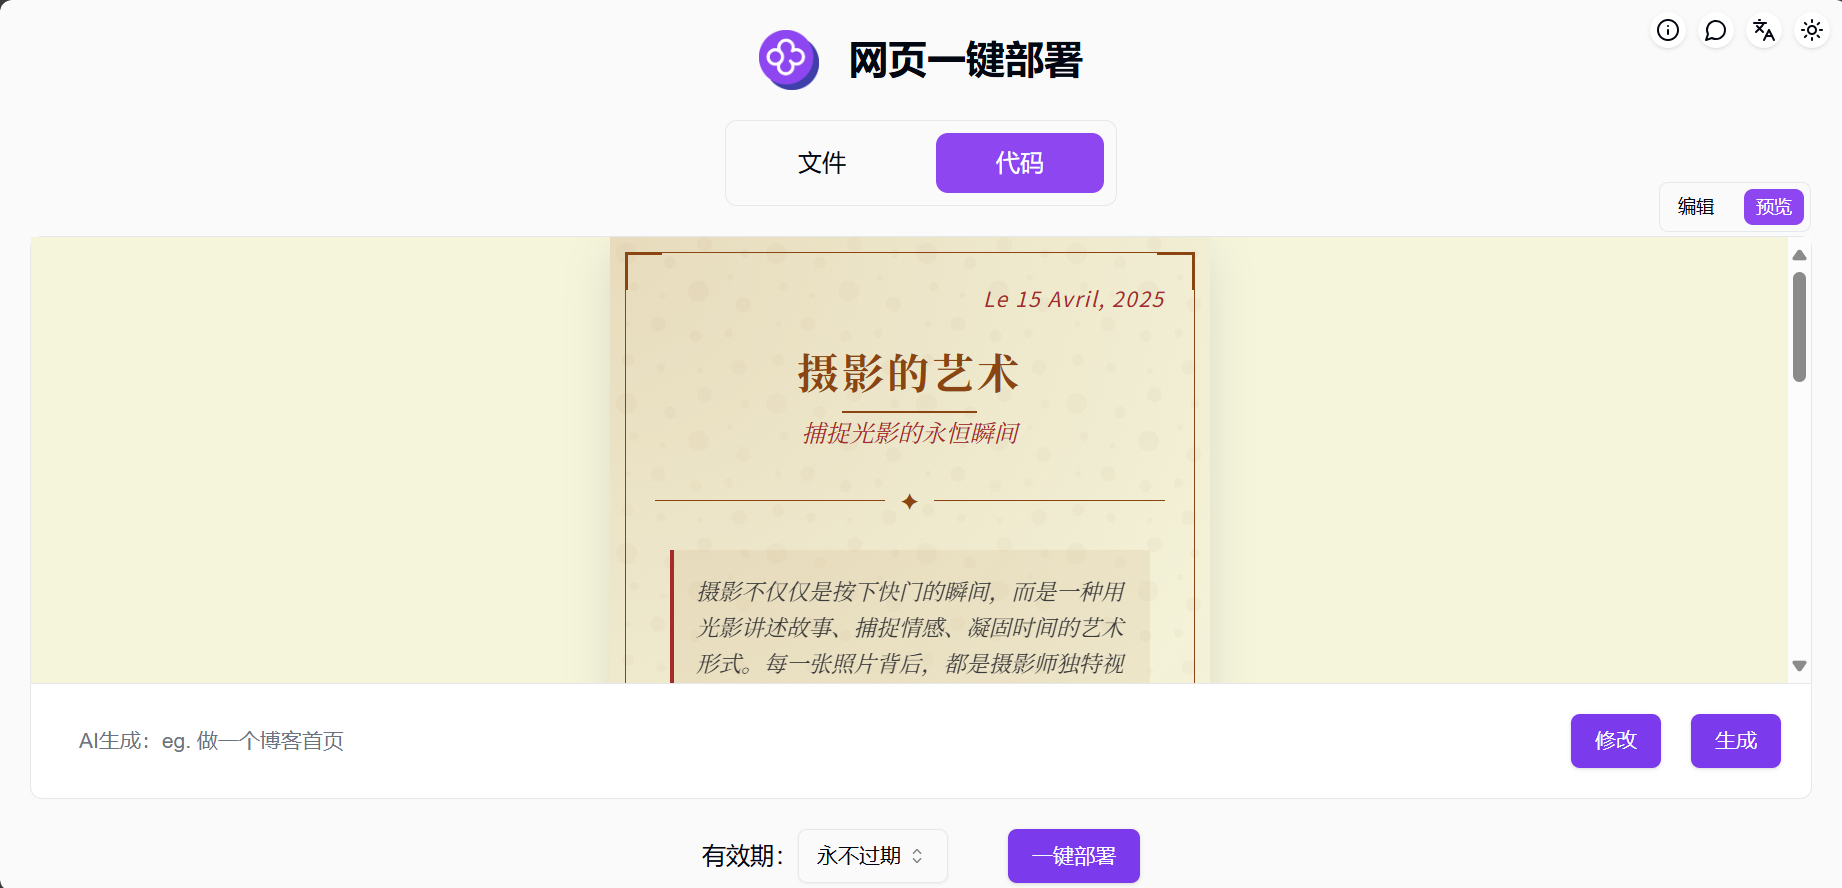 网页一键部署
文件
代码
编辑
预览
Le 15 Avril, 2025
摄影的艺术
捕捉光影的永恒瞬间
摄影不仅仅是按下快门的瞬间，而是一种用
光影讲述故事、捕捉情感、凝固时间的艺术
形式。每一张照片背后，都是摄影师独特视
AI生成：eg. 做一个博客首页
修改
生成
有效期：
永不过期
一键部署